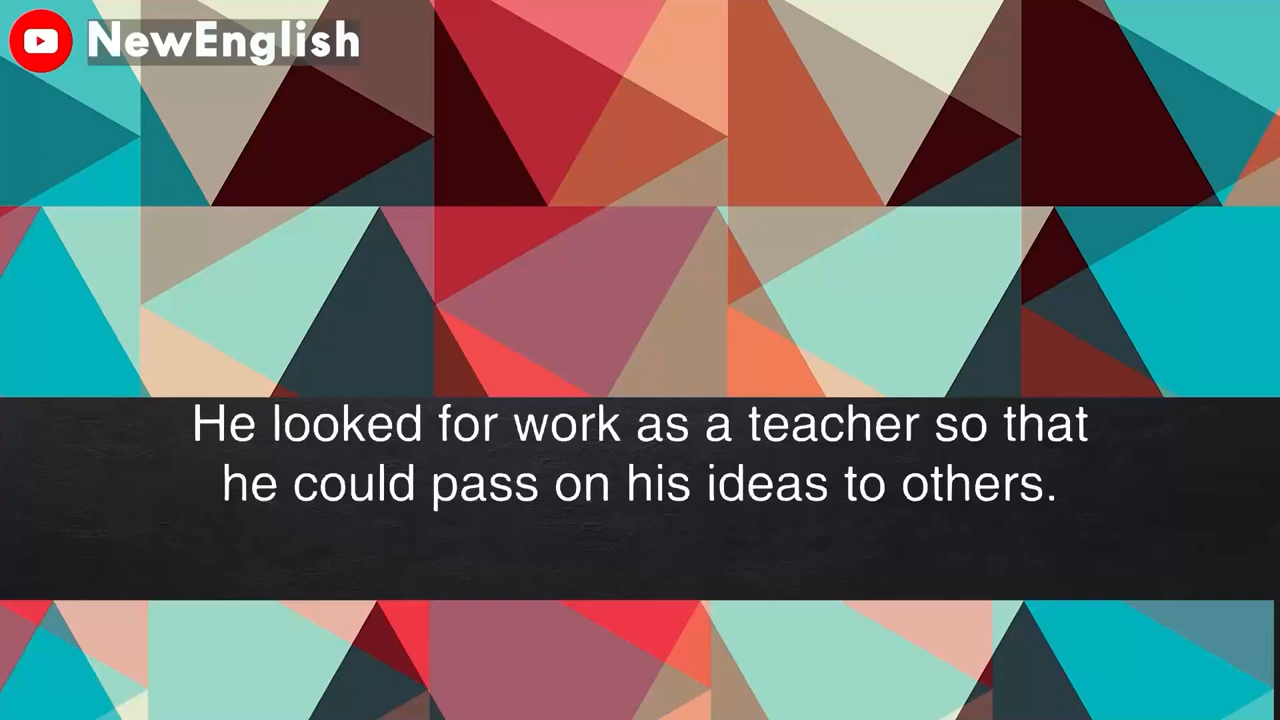 NewEnglish
He looked for work as a teacher so that
he could pass on his ideas to others.